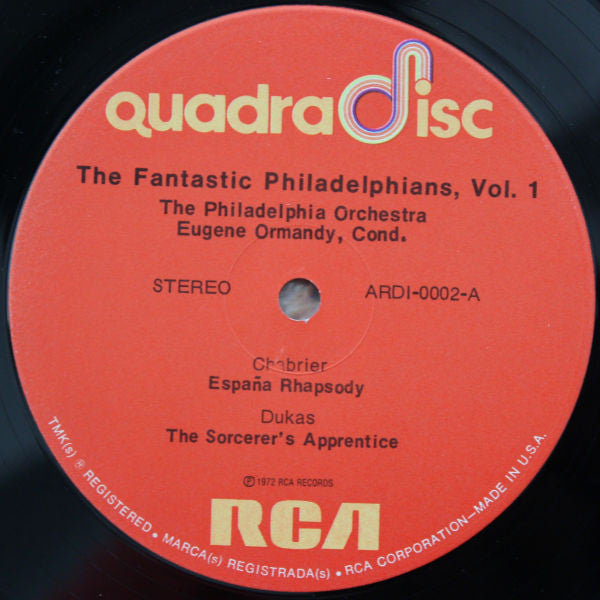 quadradisc
The Fantastic Philadelphians, Vol. 1
The Philadelphia Orchestra
Eugene Ormandy, Cond.
STEREO
ARDI-0002-A
Chabrier
España Rhapsody
Dukas
The Sorcerer's Apprentice
℗ 1972 RCA RECORDS
RCA
TMK(s) ® REGISTERED • MARCA(s) REGISTRADA(s) • RCA CORPORATION—MADE IN U.S.A.